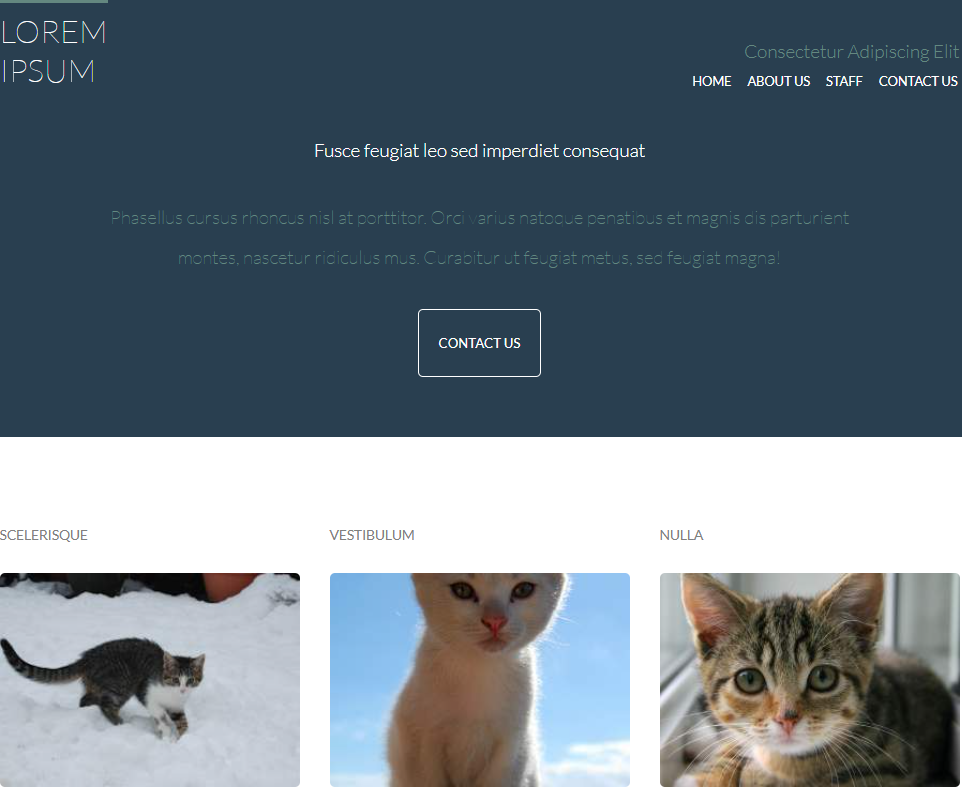 LOREM
IPSUM
Consectetur Adipiscing Elit
HOME ABOUT US STAFF CONTACT US
Fusce feugiat leo sed imperdiet consequat
Phasellus cursus rhoncus nisl at porttitor. Orci varius natoque penatibus et magnis dis parturient
montes, nascetur ridiculus mus. Curabitur ut feugiat metus, sed feugiat magna!
CONTACT US
SCELERISQUE VESTIBULUM NULLA